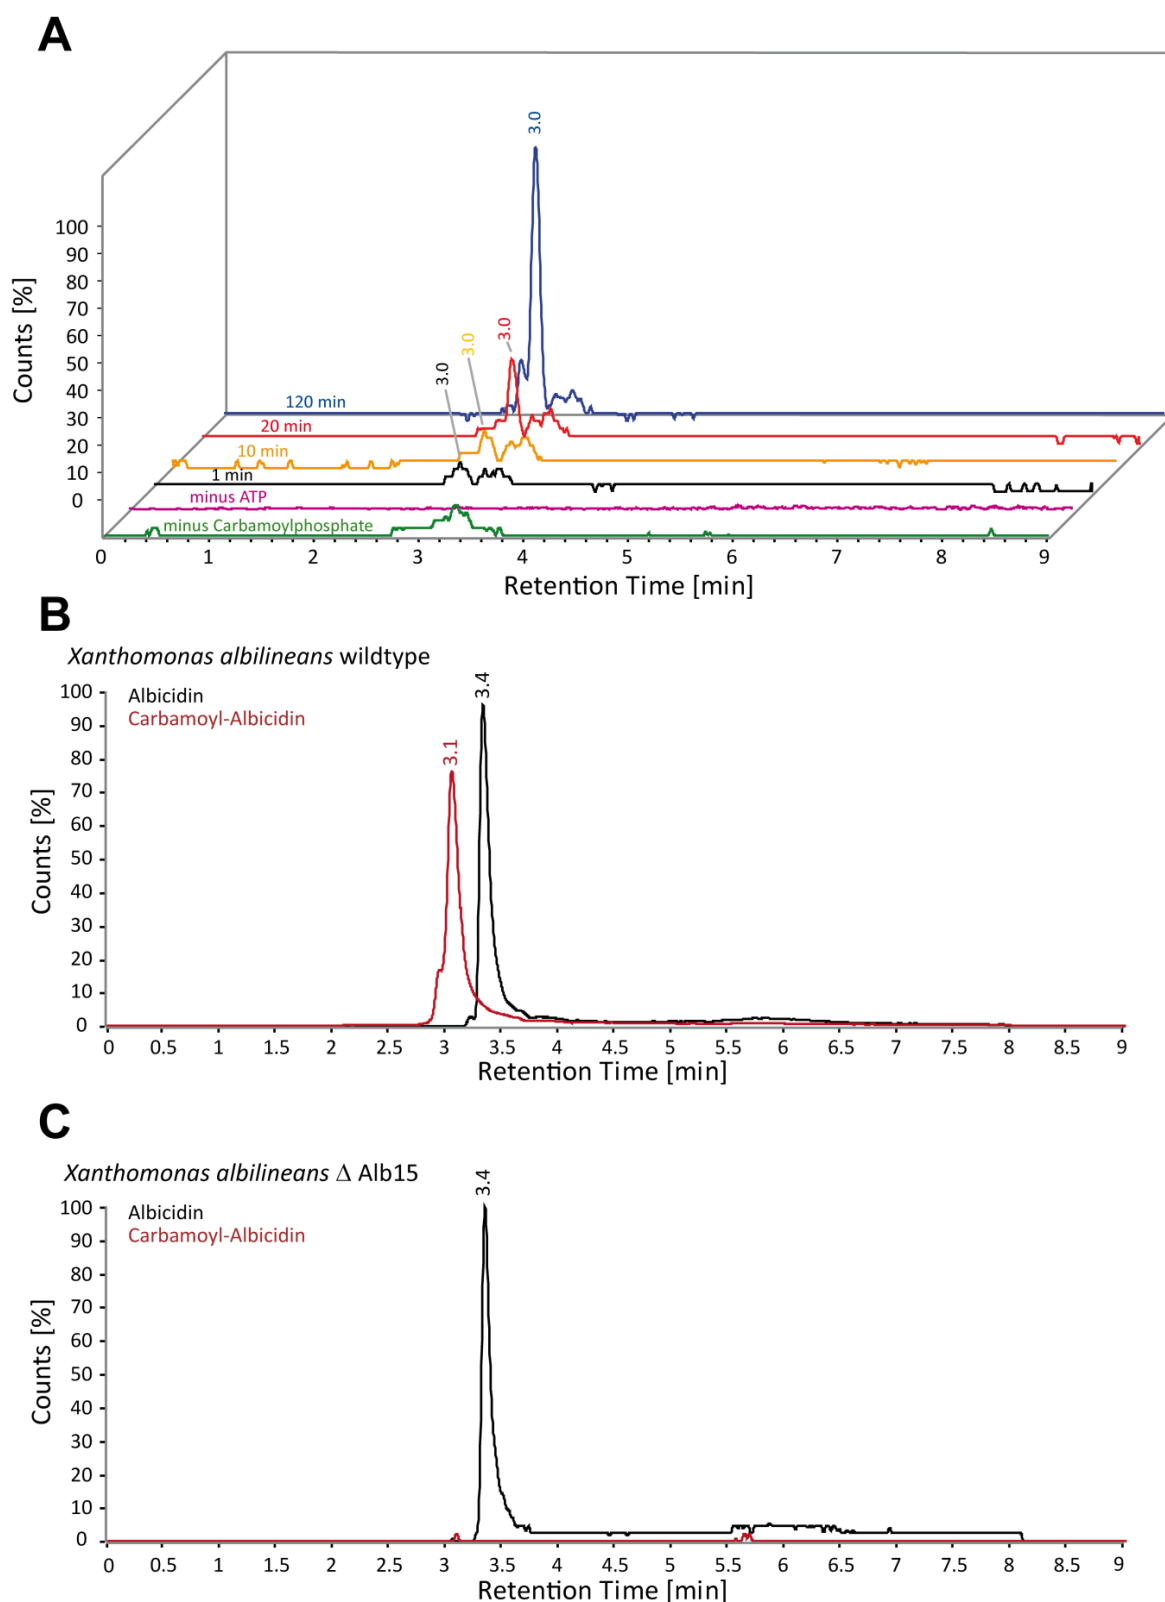 A
3.0
3.0
3.0
3.0
Counts [%]
100
90
80
70
60
50
40
30
20
10
0
120 min
20 min
10 min
1 min
minus ATP
minus Carbamoylphosphate
0 1 2 3 4 5 6 7 8 9
Retention Time [min]
B
Xanthomonas albilineans wildtype
Albicidin
Carbamoyl-Albicidin
3.4
3.1
Counts [%]
100
90
80
70
60
50
40
30
20
10
0
0 0.5 1 1.5 2 2.5 3 3.5 4 4.5 5 5.5 6 6.5 7 7.5 8 8.5 9
Retention Time [min]
C
Xanthomonas albilineans Δ Alb15
Albicidin
Carbamoyl-Albicidin
3.4
Counts [%]
100
90
80
70
60
50
40
30
20
10
0
0 0.5 1 1.5 2 2.5 3 3.5 4 4.5 5 5.5 6 6.5 7 7.5 8 8.5 9
Retention Time [min]